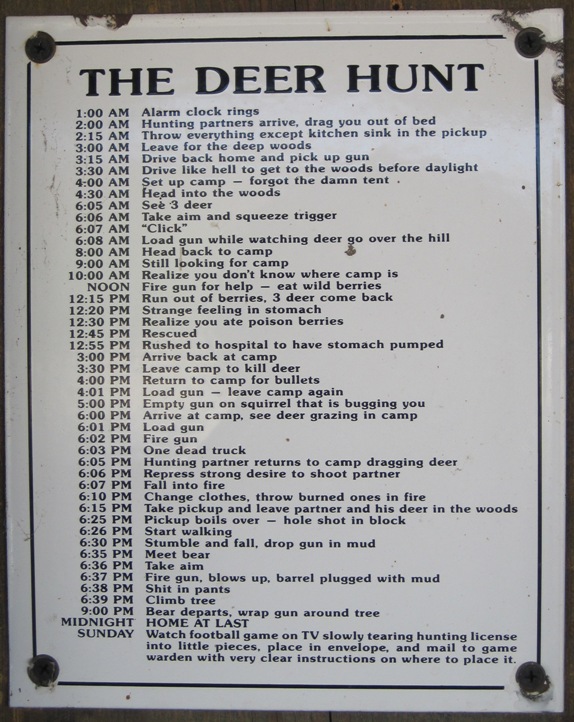 THE DEER HUNT
1:00 AM Alarm clock rings
2:00 AM Hunting partners arrive, drag you out of bed
2:15 AM Throw everything except kitchen sink in the pickup
3:00 AM Leave for the deep woods
3:15 AM Drive back home and pick up gun
3:30 AM Drive like hell to get to the woods before daylight
4:00 AM Set up camp — forgot the damn tent
4:30 AM Head into the woods
6:05 AM See 3 deer
6:06 AM Take aim and squeeze trigger
6:07 AM "Click"
6:08 AM Load gun while watching deer go over the hill
8:00 AM Head back to camp
9:00 AM Still looking for camp
10:00 AM Realize you don't know where camp is
NOON Fire gun for help — eat wild berries
12:15 PM Run out of berries, 3 deer come back
12:20 PM Strange feeling in stomach
12:30 PM Realize you ate poison berries
12:45 PM Rescued
12:55 PM Rushed to hospital to have stomach pumped
3:00 PM Arrive back at camp
3:30 PM Leave camp to kill deer
4:00 PM Return to camp for bullets
4:01 PM Load gun — leave camp again
5:00 PM Empty gun on squirrel that is bugging you
6:00 PM Arrive at camp, see deer grazing in camp
6:01 PM Load gun
6:02 PM Fire gun
6:03 PM One dead truck
6:05 PM Hunting partner returns to camp dragging deer
6:06 PM Repress strong desire to shoot partner
6:07 PM Fall into fire
6:10 PM Change clothes, throw burned ones in fire
6:15 PM Take pickup and leave partner and his deer in the woods
6:25 PM Pickup boils over — hole shot in block
6:26 PM Start walking
6:30 PM Stumble and fall, drop gun in mud
6:35 PM Meet bear
6:36 PM Take aim
6:37 PM Fire gun, blows up, barrel plugged with mud
6:38 PM Shit in pants
6:39 PM Climb tree
9:00 PM Bear departs, wrap gun around tree
MIDNIGHT HOME AT LAST
SUNDAY Watch football game on TV slowly tearing hunting license
into little pieces, place in envelope, and mail to game
warden with very clear instructions on where to place it.